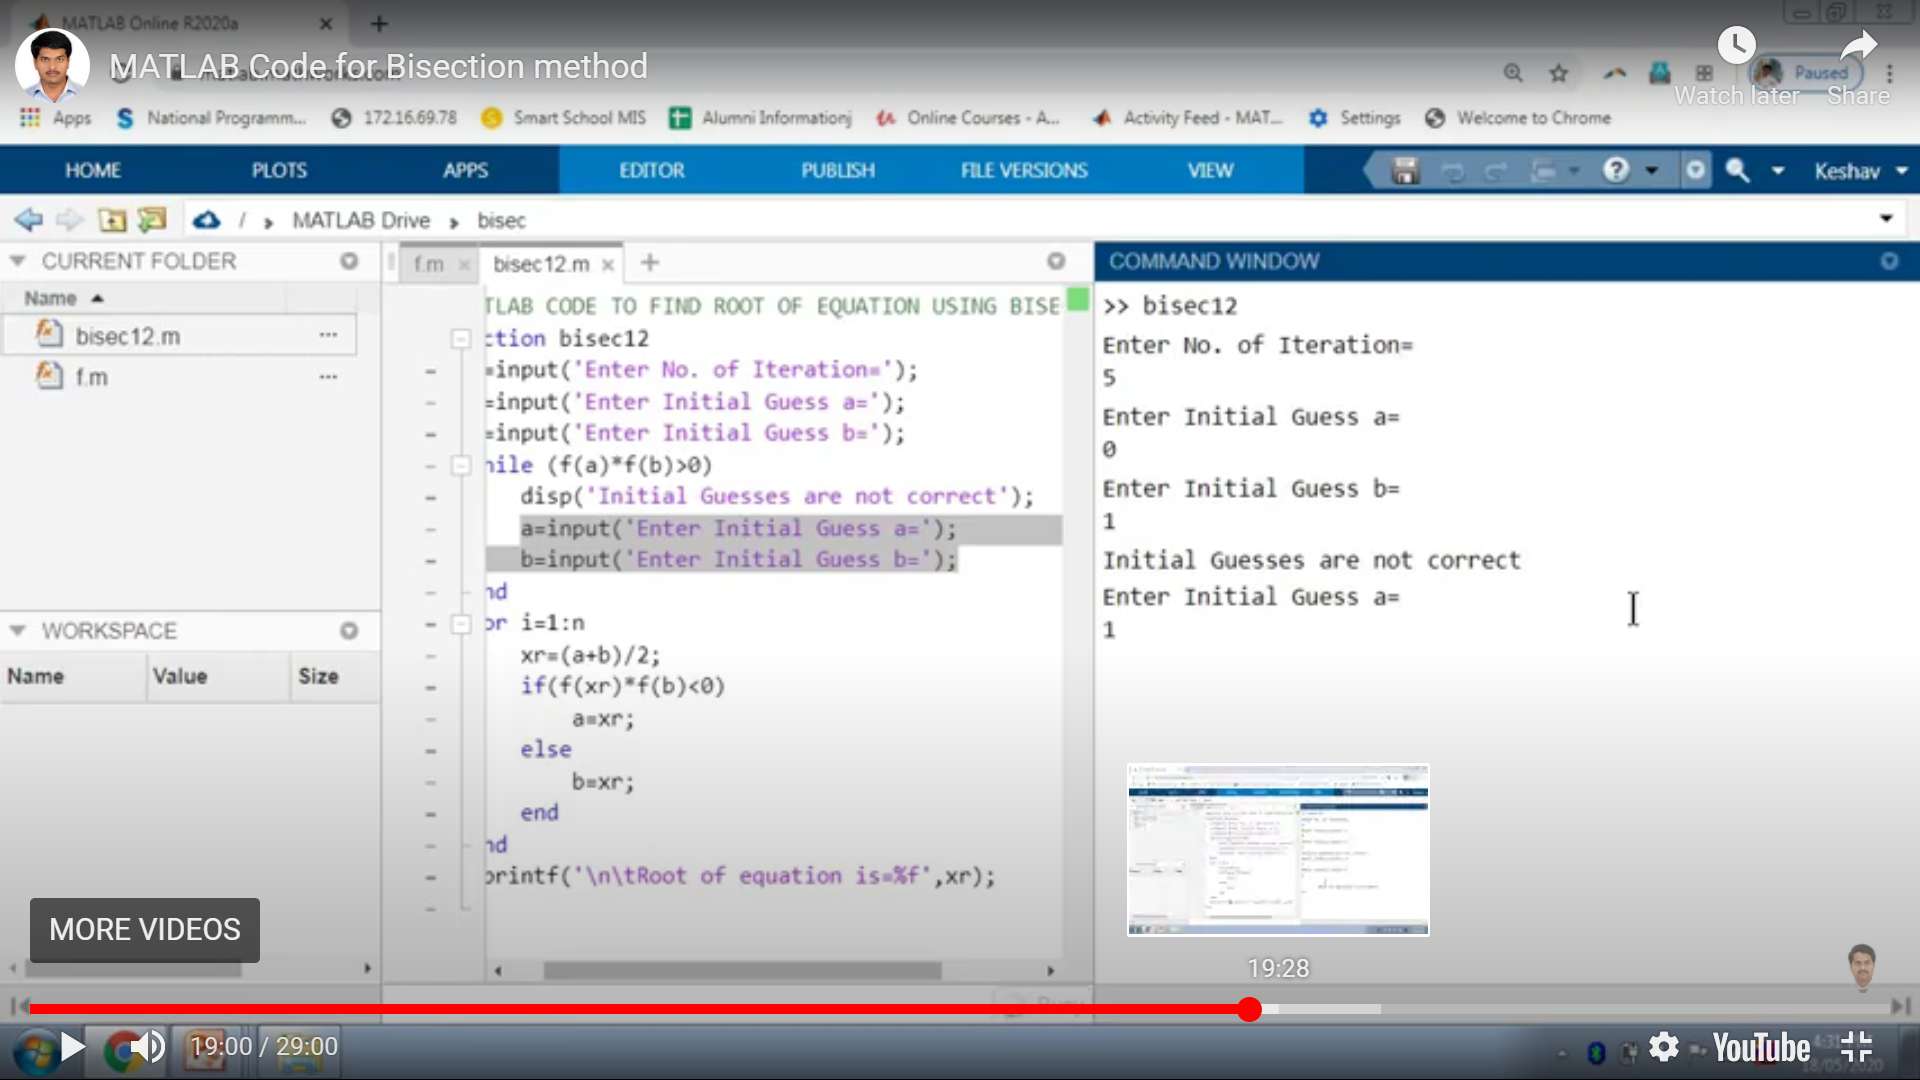 MATLAB Online R2020a
MATLAB Code for Bisection method
Paused
Watch later
Share
Apps
National Programm...
172.16.69.78
Smart School MIS
Alumni Informationj
Online Courses - A...
Activity Feed - MAT...
Settings
Welcome to Chrome
HOME
PLOTS
APPS
EDITOR
PUBLISH
FILE VERSIONS
VIEW
Keshav
/ › MATLAB Drive › bisec
CURRENT FOLDER
Name
bisec12.m
f.m
WORKSPACE
Name Value Size
f.m
bisec12.m
TLAB CODE TO FIND ROOT OF EQUATION USING BISE
ction bisec12
=input('Enter No. of Iteration=');
=input('Enter Initial Guess a=');
=input('Enter Initial Guess b=');
hile (f(a)*f(b)>0)
disp('Initial Guesses are not correct');
a=input('Enter Initial Guess a=');
b=input('Enter Initial Guess b=');
nd
or i=1:n
xr=(a+b)/2;
if(f(xr)*f(b)<0)
a=xr;
else
b=xr;
end
nd
printf('\n\tRoot of equation is=%f',xr);
COMMAND WINDOW
>> bisec12
Enter No. of Iteration=
5
Enter Initial Guess a=
0
Enter Initial Guess b=
1
Initial Guesses are not correct
Enter Initial Guess a=
1
MORE VIDEOS
19:28
19:00 / 29:00
YouTube
18/05/2020